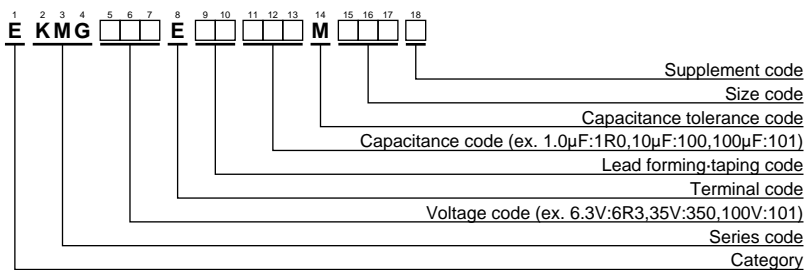 1 2 3 4 5 6 7 8 9 10 11 12 13 14 15 16 17 18
E KMG □□□ E □□ □□□ M □□□ □
Supplement code
Size code
Capacitance tolerance code
Capacitance code (ex. 1.0μF:1R0,10μF:100,100μF:101)
Lead forming·taping code
Terminal code
Voltage code (ex. 6.3V:6R3,35V:350,100V:101)
Series code
Category